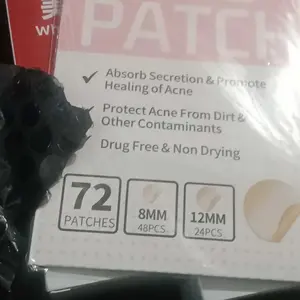 PATCH
Absorb Secretion & Promote
Healing of Acne
Protect Acne From Dirt &
Other Contaminants
Drug Free & Non Drying
72
PATCHES
8MM
48PCS
12MM
24PCS